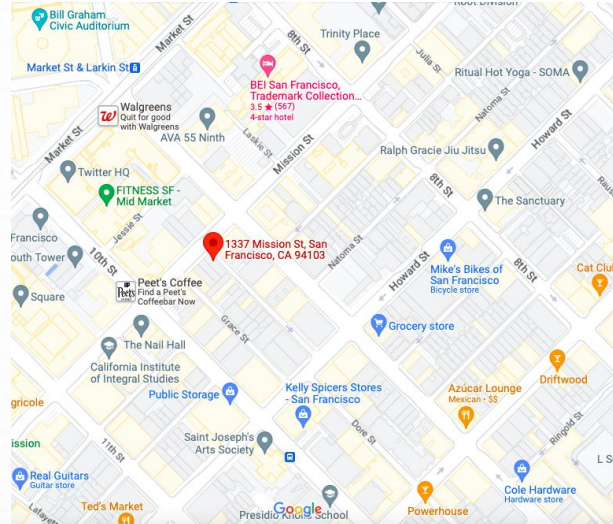 Root Division
Bill Graham
Civic Auditorium
Market St
8th St
Trinity Place
Julia St
Market St & Larkin St
Ritual Hot Yoga - SOMA
BEI San Francisco,
Trademark Collection...
3.5 ★ (567)
4-star hotel
Walgreens
Quit for good
with Walgreens
Natoma St
Howard St
AVA 55 Ninth
Laskie St
Mission St
Ralph Gracie Jiu Jitsu
Market St
Twitter HQ
8th St
FITNESS SF -
Mid Market
The Sanctuary
Jessie St
Francisco
outh Tower
1337 Mission St, San
Francisco, CA 94103
Natoma St
10th St
Howard St
Mike's Bikes of
San Francisco
Bicycle store
8th St
Cat Club
Square
Peets
Peet's Coffee
Find a Peet's
Coffeebar Now
Grace St
Grocery store
The Nail Hall
California Institute
of Integral Studies
Driftwood
Public Storage
Kelly Spicers Stores
- San Francisco
Azúcar Lounge
Mexican • $$
gricole
Dore St
Ringold St
ission
11th St
Saint Joseph's
Arts Society
L S
Real Guitars
Guitar store
Cole Hardware
Hardware store
Lafayet
Ted's Market
Google
Presidio Knolls School
Powerhouse